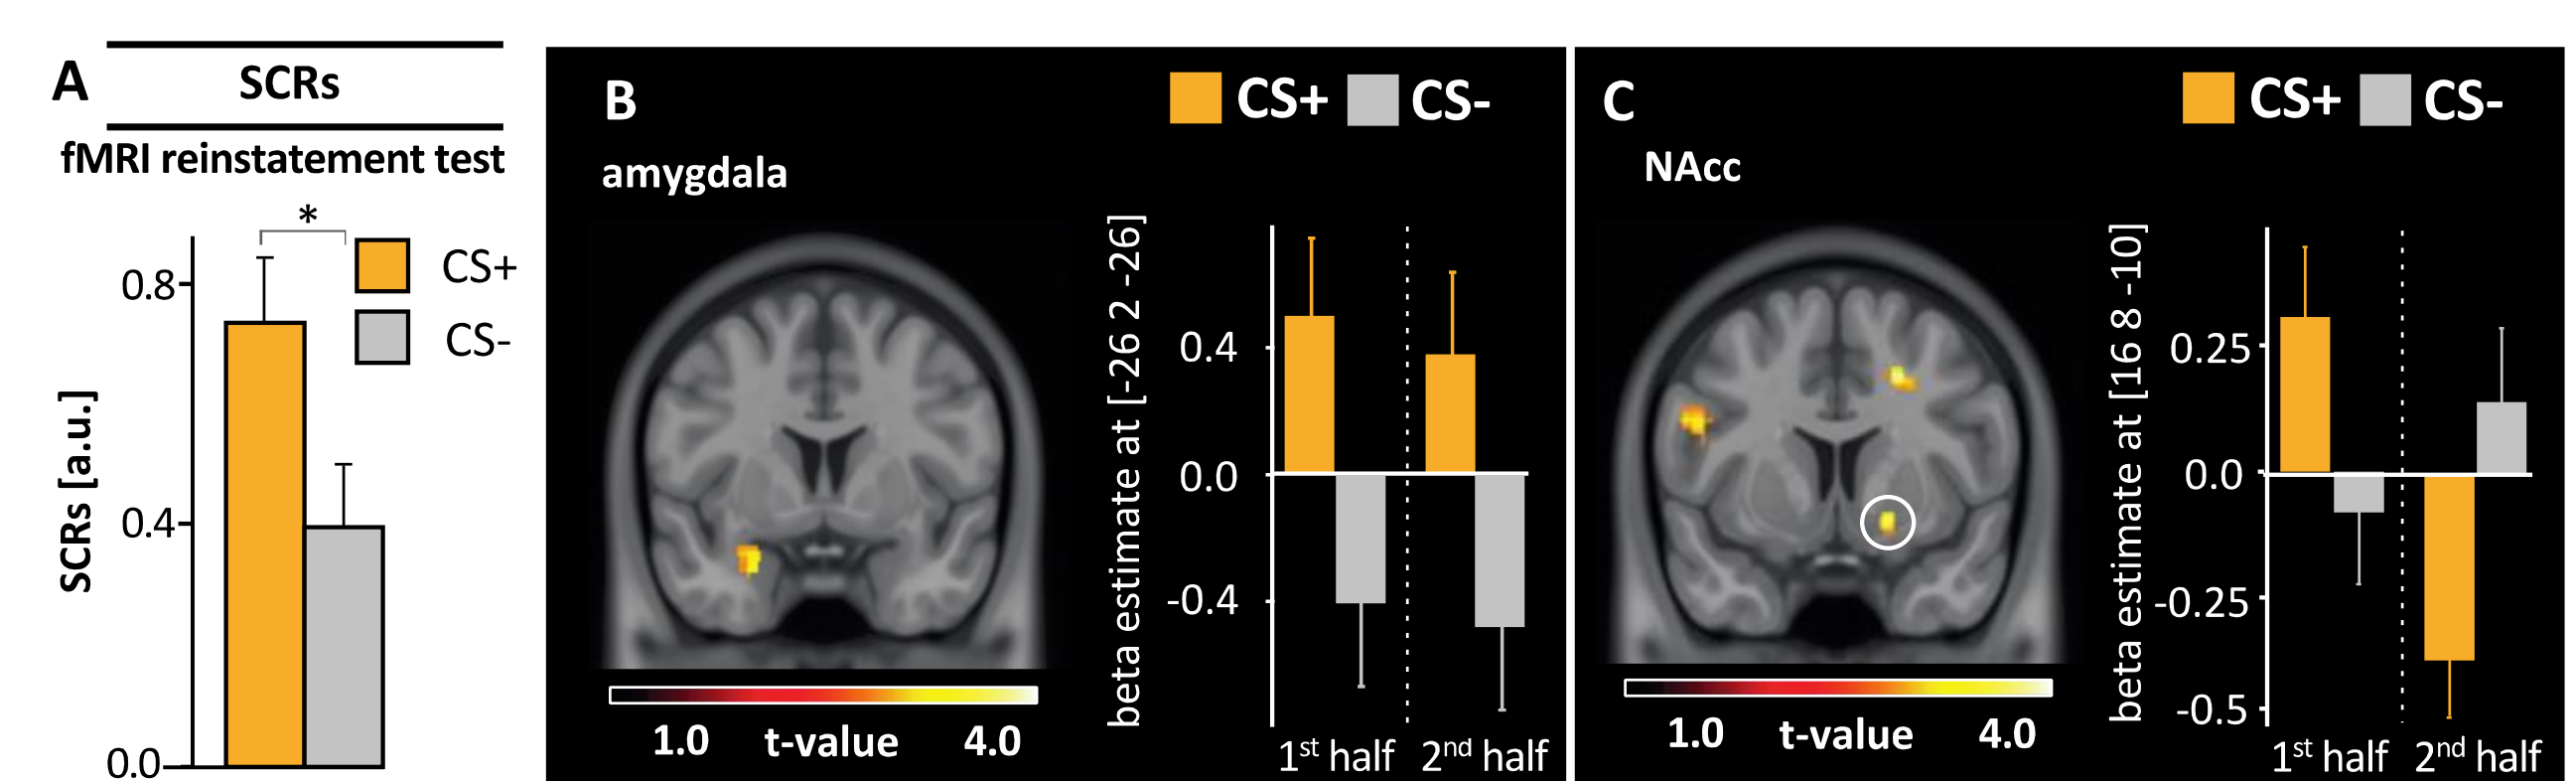 A
SCRs
fMRI reinstatement test
*
CS+
CS-
SCRs [a.u.]
0.8
0.4
0.0
B
CS+
CS-
amygdala
beta estimate at [-26 2 -26]
0.4
0.0
-0.4
1.0
t-value
4.0
1st half
2nd half
C
CS+
CS-
NAcc
beta estimate at [16 8 -10]
0.25
0.0
-0.25
-0.5
1.0
t-value
4.0
1st half
2nd half